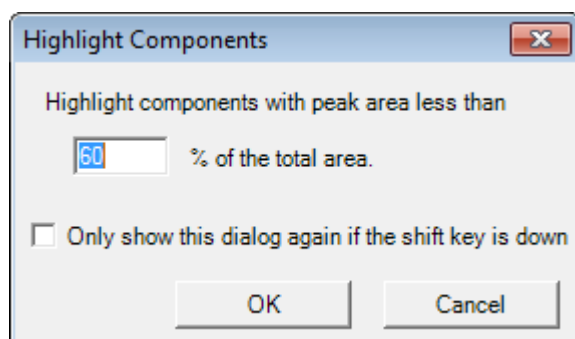 Highlight Components
Highlight components with peak area less than
60 % of the total area.
Only show this dialog again if the shift key is down
OK Cancel